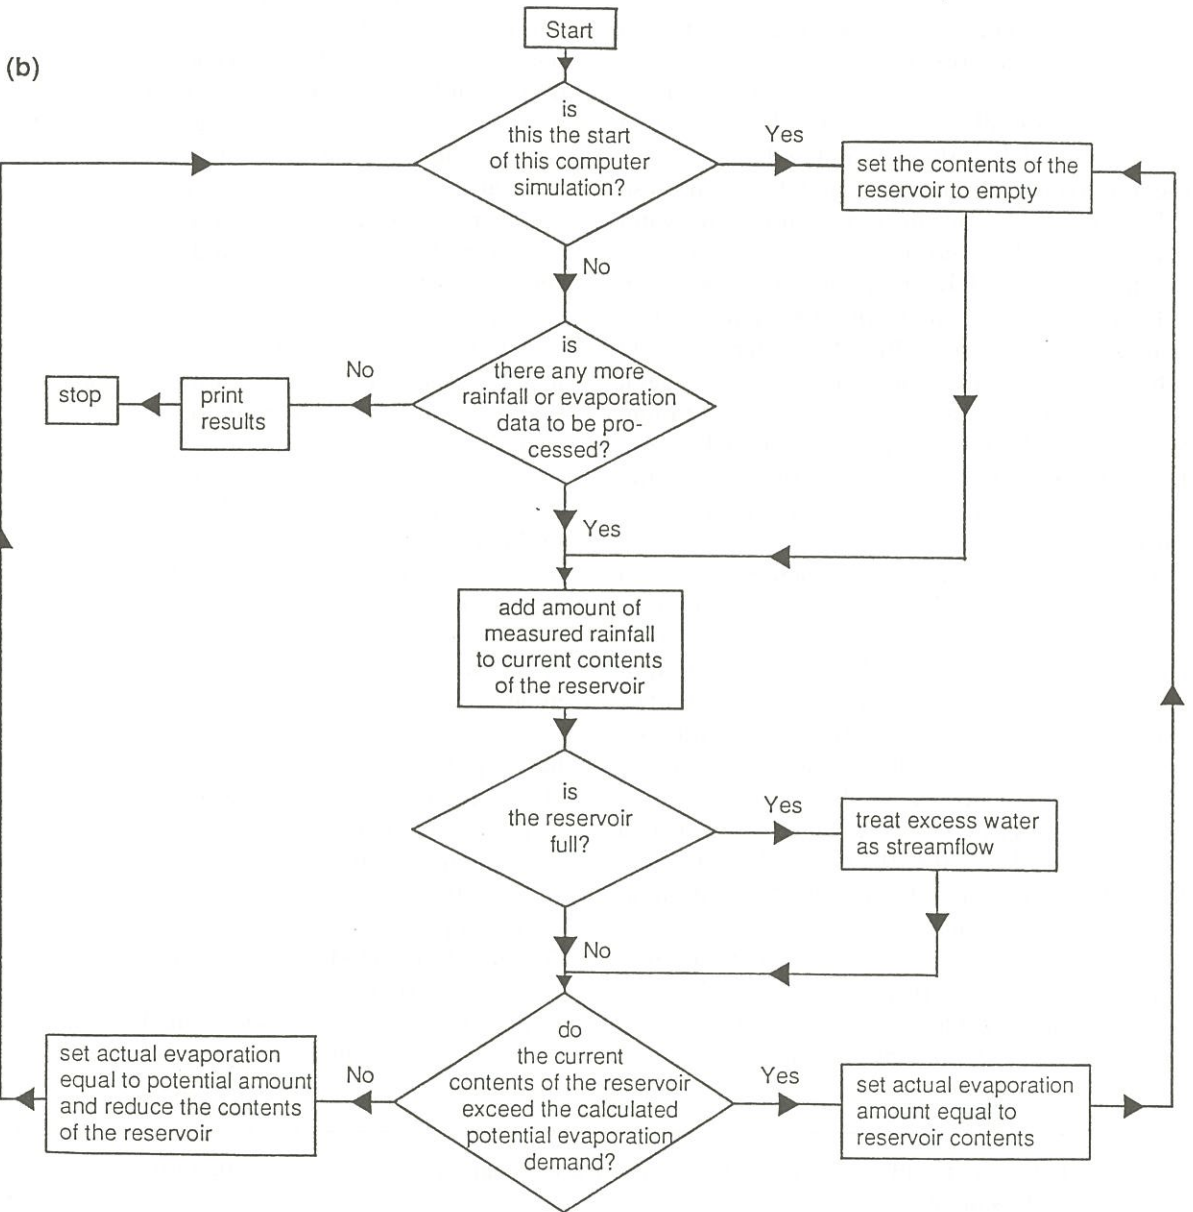 Start
(b)
is
this the start
of this computer
simulation?
Yes
set the contents of the
reservoir to empty
No
is
there any more
rainfall or evaporation
data to be pro-
cessed?
No
print
results
stop
Yes
add amount of
measured rainfall
to current contents
of the reservoir
is
the reservoir
full?
Yes
treat excess water
as streamflow
No
do
the current
contents of the reservoir
exceed the calculated
potential evaporation
demand?
No
set actual evaporation
equal to potential amount
and reduce the contents
of the reservoir
Yes
set actual evaporation
amount equal to
reservoir contents